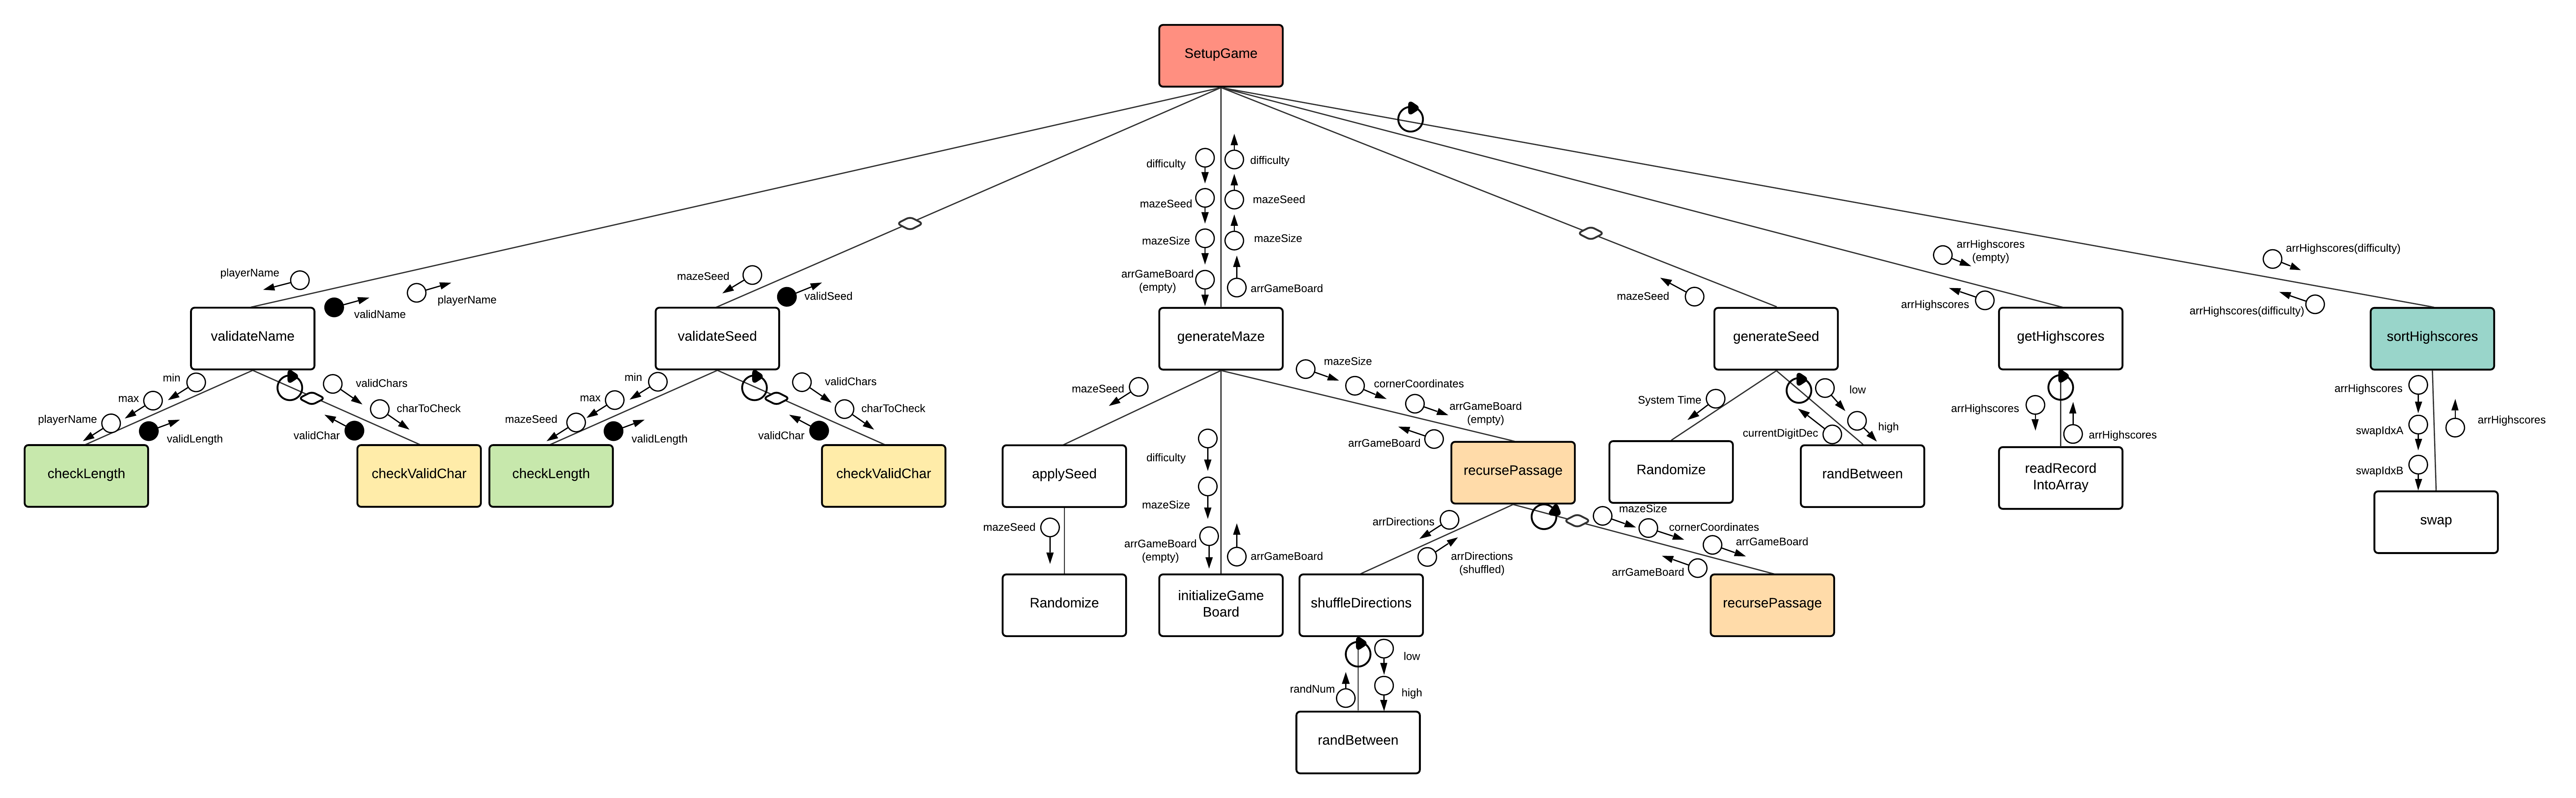 SetupGame
difficulty
difficulty
mazeSeed
mazeSeed
mazeSize
mazeSize
arrGameBoard
(empty)
arrGameBoard
playerName
validName
playerName
mazeSeed
validSeed
mazeSeed
arrHighscores
(empty)
arrHighscores
arrHighscores(difficulty)
arrHighscores(difficulty)
validateName
validateSeed
generateMaze
generateSeed
getHighscores
sortHighscores
min
max
playerName
validLength
validChars
charToCheck
validChar
min
max
mazeSeed
validLength
validChars
charToCheck
validChar
mazeSeed
mazeSize
cornerCoordinates
arrGameBoard
(empty)
arrGameBoard
System Time
low
high
currentDigitDec
arrHighscores
arrHighscores
arrHighscores
swapIdxA
swapIdxB
arrHighscores
checkLength
checkValidChar
checkLength
checkValidChar
applySeed
difficulty
mazeSize
arrGameBoard
(empty)
arrGameBoard
recursePassage
Randomize
randBetween
readRecord
IntoArray
swap
mazeSeed
arrDirections
arrDirections
(shuffled)
mazeSize
cornerCoordinates
arrGameBoard
arrGameBoard
Randomize
initializeGame
Board
shuffleDirections
recursePassage
low
high
randNum
randBetween